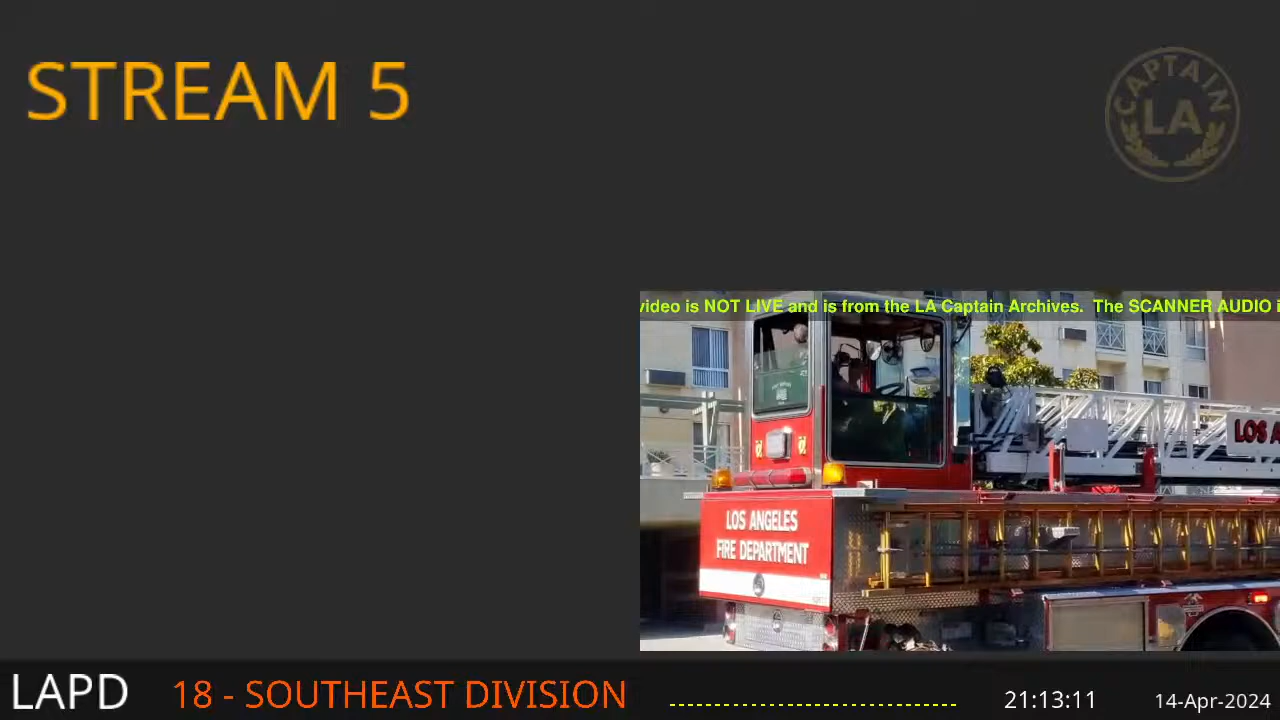 STREAM 5
CAPTAIN
LA
video is NOT LIVE and is from the LA Captain Archives. The SCANNER AUDIO i
LOS A
LOS ANGELES
FIRE DEPARTMENT
LAPD 18 - SOUTHEAST DIVISION 21:13:11 14-Apr-2024